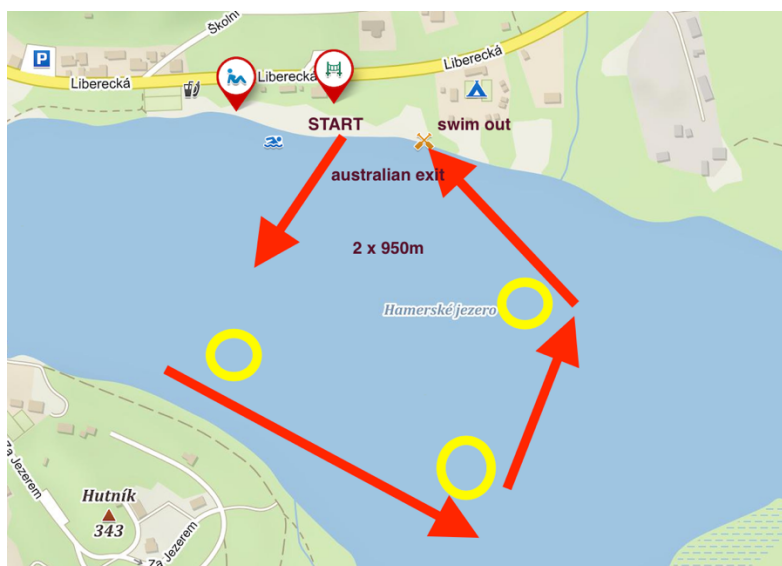 Školní
P
Liberecká
Liberecká
Liberecká
START
swim out
australian exit
2 x 950m
Hamerské jezero
Za Jezerem
Hutník
343
Za Jezerem